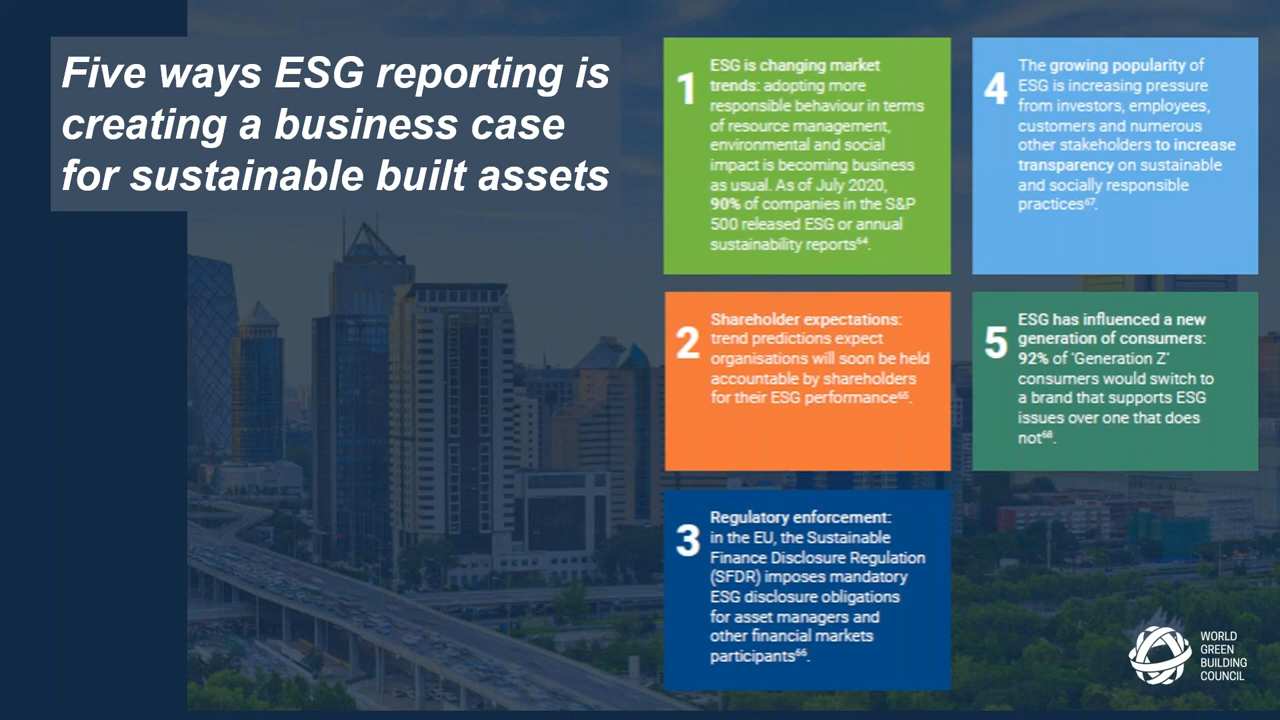 Five ways ESG reporting is
creating a business case
for sustainable built assets
1
ESG is changing market
trends: adopting more
responsible behaviour in terms
of resource management,
environmental and social
impact is becoming business
as usual. As of July 2020,
90% of companies in the S&P
500 released ESG or annual
sustainability reports⁶⁴.
2
Shareholder expectations:
trend predictions expect
organisations will soon be held
accountable by shareholders
for their ESG performance⁶⁵.
3
Regulatory enforcement:
in the EU, the Sustainable
Finance Disclosure Regulation
(SFDR) imposes mandatory
ESG disclosure obligations
for asset managers and
other financial markets
participants⁶⁶.
4
The growing popularity of
ESG is increasing pressure
from investors, employees,
customers and numerous
other stakeholders to increase
transparency on sustainable
and socially responsible
practices⁶⁷.
5
ESG has influenced a new
generation of consumers:
92% of 'Generation Z'
consumers would switch to
a brand that supports ESG
issues over one that does
not⁶⁸.
WORLD
GREEN
BUILDING
COUNCIL